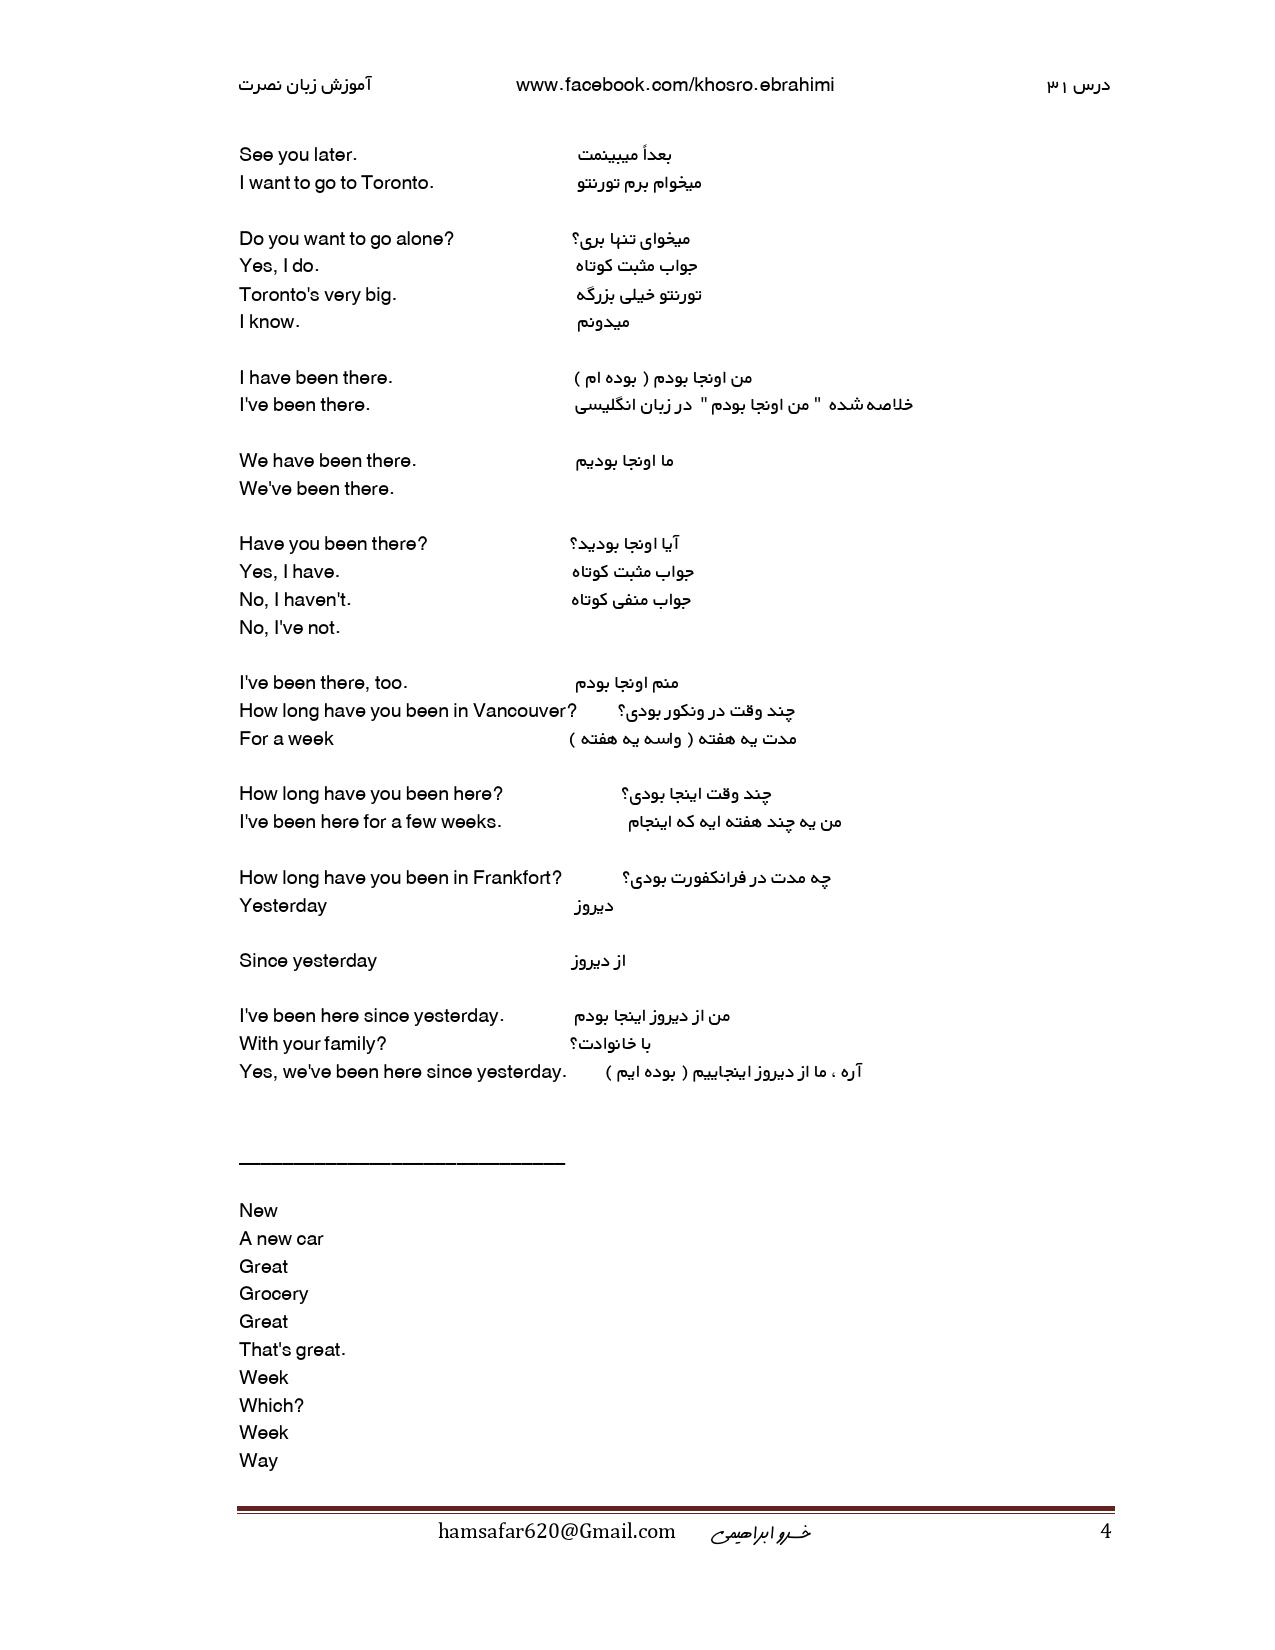 آموزش زبان نصرت www.facebook.com/khosro.ebrahimi درس ۳۱
See you later. بعداً میبینمت
I want to go to Toronto. میخوام برم تورنتو
Do you want to go alone? میخوای تنها بری؟
Yes, I do. جواب مثبت کوتاه
Toronto's very big. تورنتو خیلی بزرگه
I know. میدونم
I have been there. من اونجا بودم ( بوده ام )
I've been there. خلاصه شده " من اونجا بودم " در زبان انگلیسی
We have been there. ما اونجا بودیم
We've been there.
Have you been there? آیا اونجا بودید؟
Yes, I have. جواب مثبت کوتاه
No, I haven't. جواب منفی کوتاه
No, I've not.
I've been there, too. منم اونجا بودم
How long have you been in Vancouver? چند وقت در ونکور بودی؟
For a week مدت یه هفته ( واسه یه هفته )
How long have you been here? چند وقت اینجا بودی؟
I've been here for a few weeks. من یه چند هفته ایه که اینجام
How long have you been in Frankfort? چه مدت در فرانکفورت بودی؟
Yesterday دیروز
Since yesterday از دیروز
I've been here since yesterday. من از دیروز اینجا بودم
With your family? با خانوادت؟
Yes, we've been here since yesterday. آره ، ما از دیروز اینجاییم ( بوده ایم )
______________________________
New
A new car
Great
Grocery
Great
That's great.
Week
Which?
Week
Way
hamsafar620@Gmail.com خسرو ابراهیمی 4